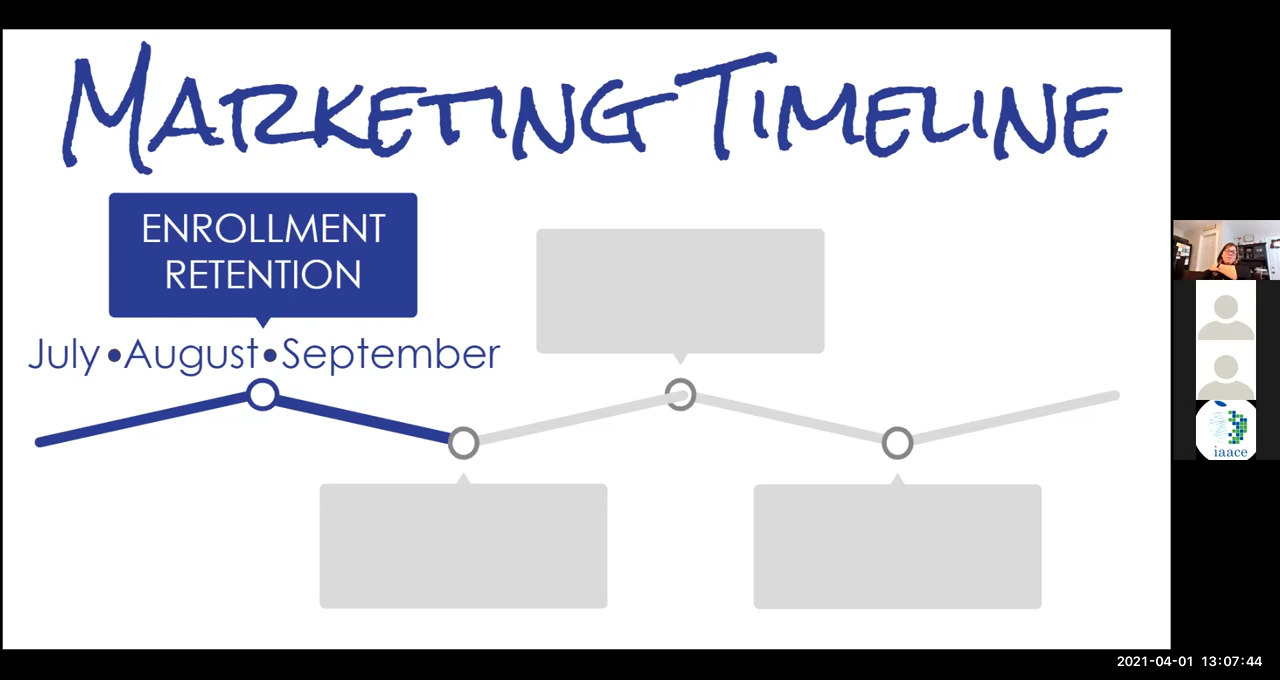 MARKETING TIMELINE
ENROLLMENT
RETENTION
July•August•September
iaace
2021-04-01 13:07:44